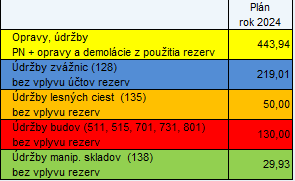 Plán
rok 2024
Opravy, údržby
PN + opravy a demolácie z použitia rezerv
443,94
Údržby zvážnic (128)
bez vplyvu účtov rezerv
219,01
Údržby lesných ciest (135)
bez vplyvu rezerv
50,00
Údržby budov (511, 515, 701, 731, 801)
bez vplyvu rezerv
130,00
Údržby manip. skladov (138)
bez vplyvu rezerv
29,93